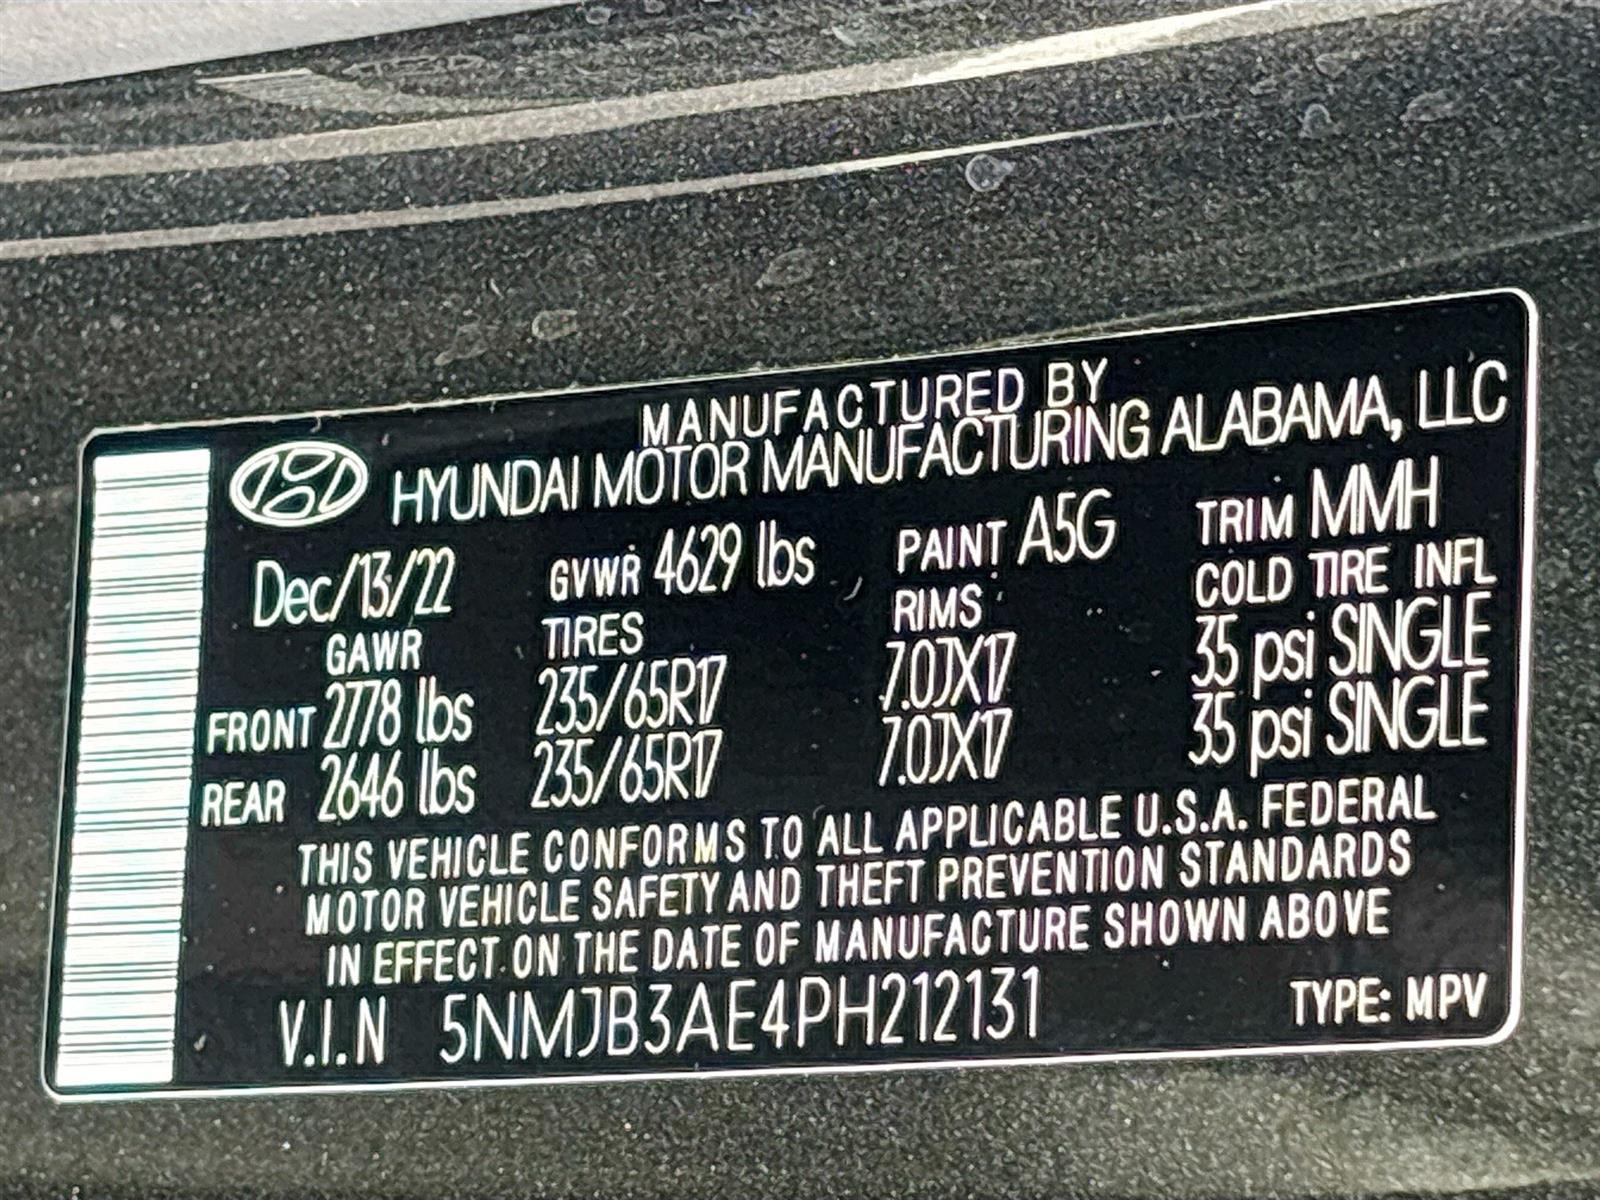 MANUFACTURED BY
HYUNDAI MOTOR MANUFACTURING ALABAMA, LLC
Dec/13/22 GVWR 4629 lbs PAINT A5G TRIM MMH
GAWR TIRES RIMS COLD TIRE INFL
FRONT 2778 lbs 235/65R17 7.0JX17 35 psi SINGLE
REAR 2646 lbs 235/65R17 7.0JX17 35 psi SINGLE
THIS VEHICLE CONFORMS TO ALL APPLICABLE U.S.A. FEDERAL
MOTOR VEHICLE SAFETY AND THEFT PREVENTION STANDARDS
IN EFFECT ON THE DATE OF MANUFACTURE SHOWN ABOVE
V.I.N 5NMJB3AE4PH212131 TYPE: MPV